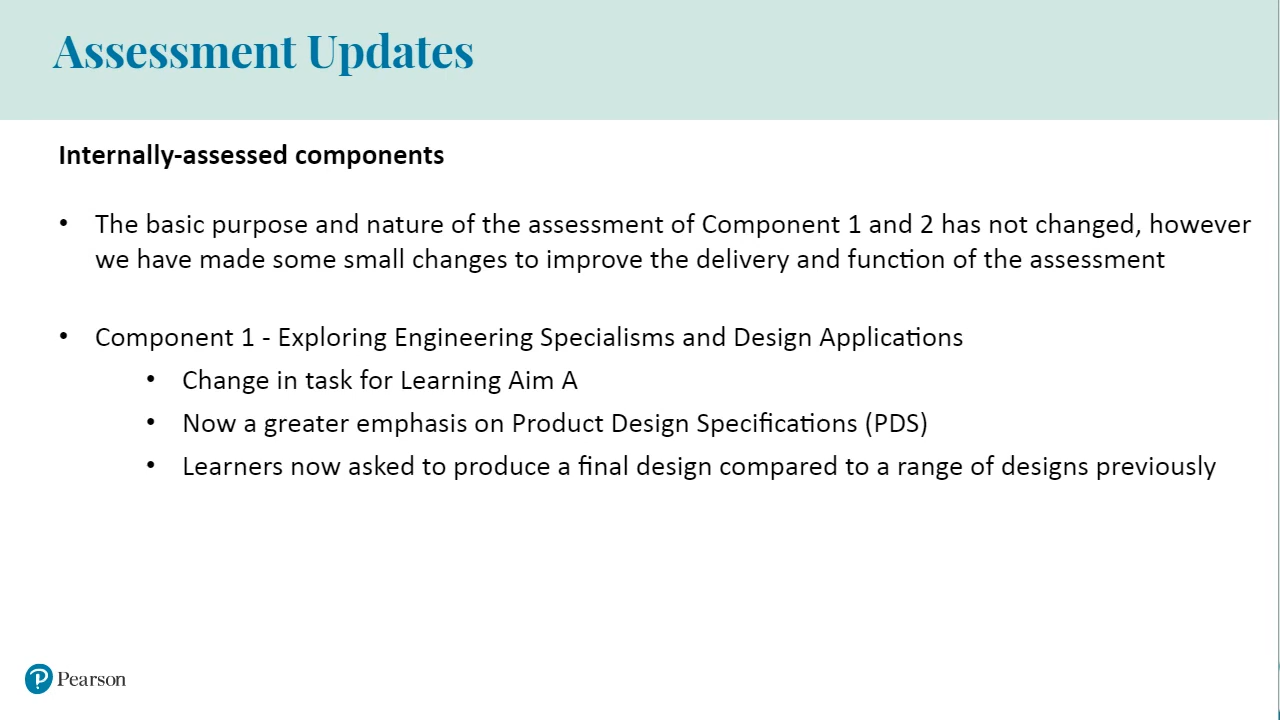 Assessment Updates
Internally-assessed components
• The basic purpose and nature of the assessment of Component 1 and 2 has not changed, however
we have made some small changes to improve the delivery and function of the assessment
• Component 1 - Exploring Engineering Specialisms and Design Applications
• Change in task for Learning Aim A
• Now a greater emphasis on Product Design Specifications (PDS)
• Learners now asked to produce a final design compared to a range of designs previously
Pearson